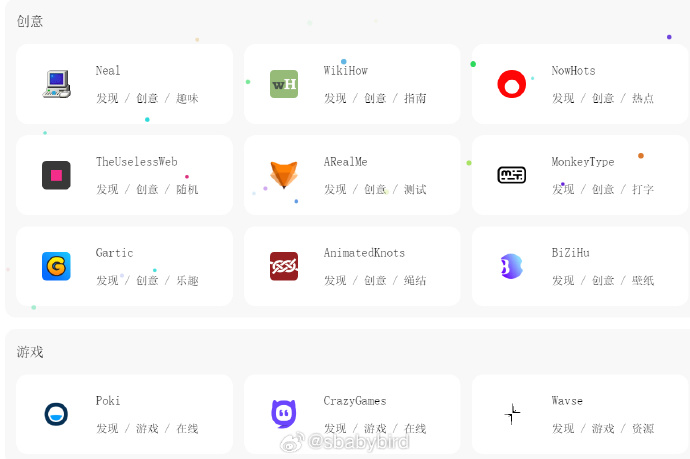 创意
Neal
发现 / 创意 / 趣味
WikiHow
发现 / 创意 / 指南
NowHots
发现 / 创意 / 热点
wH
TheUselessWeb
发现 / 创意 / 随机
ARealMe
发现 / 创意 / 测试
MonkeyType
发现 / 创意 / 打字
Gartic
发现 / 创意 / 乐趣
AnimatedKnots
发现 / 创意 / 绳结
BiZiHu
发现 / 创意 / 壁纸
G
B
游戏
Poki
发现 / 游戏 / 在线
CrazyGames
发现 / 游戏 / 在线
Wavse
发现 / 游戏 / 资源
@sbabybird